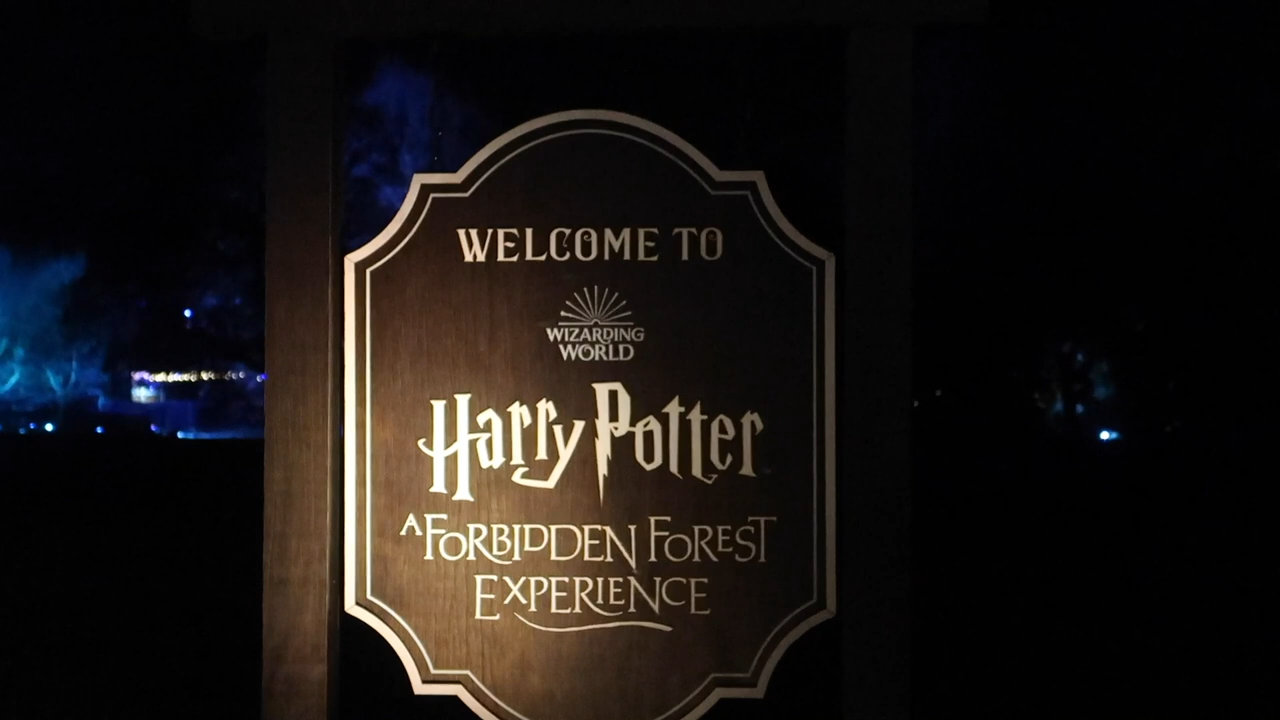 WELCOME TO
WIZARDING
WORLD
Harry Potter
A FORBIDDEN FOREST
EXPERIENCE